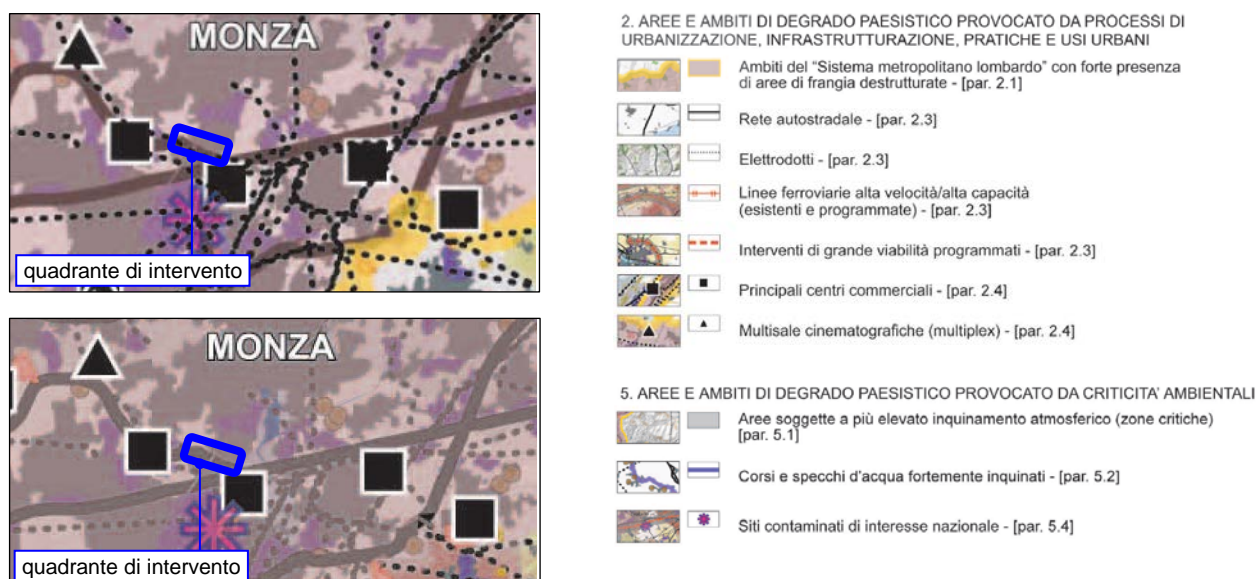 MONZA
quadrante di intervento
MONZA
quadrante di intervento
2. AREE E AMBITI DI DEGRADO PAESISTICO PROVOCATO DA PROCESSI DI
URBANIZZAZIONE, INFRASTRUTTURAZIONE, PRATICHE E USI URBANI
Ambiti del "Sistema metropolitano lombardo" con forte presenza
di aree di frangia destrutturate - [par. 2.1]
Rete autostradale - [par. 2.3]
Elettrodotti - [par. 2.3]
Linee ferroviarie alta velocità/alta capacità
(esistenti e programmate) - [par. 2.3]
Interventi di grande viabilità programmati - [par. 2.3]
Principali centri commerciali - [par. 2.4]
Multisale cinematografiche (multiplex) - [par. 2.4]
5. AREE E AMBITI DI DEGRADO PAESISTICO PROVOCATO DA CRITICITA' AMBIENTALI
Aree soggette a più elevato inquinamento atmosferico (zone critiche)
[par. 5.1]
Corsi e specchi d'acqua fortemente inquinati - [par. 5.2]
Siti contaminati di interesse nazionale - [par. 5.4]